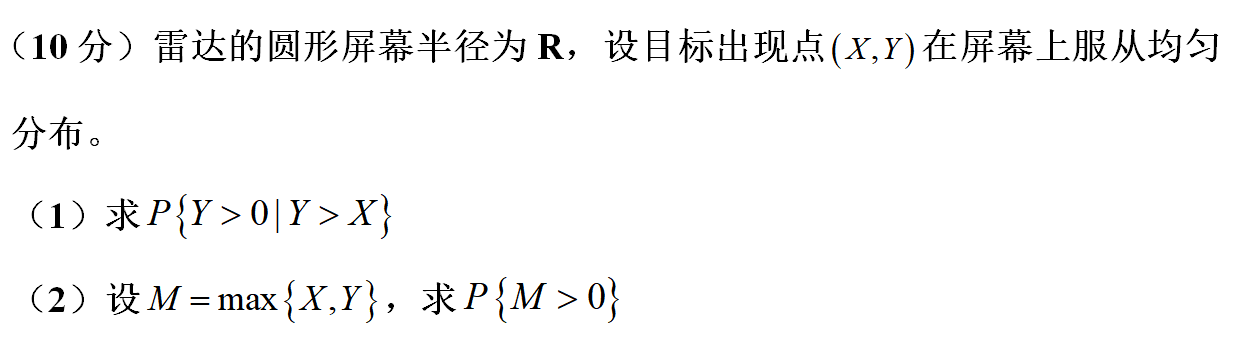 （10 分）雷达的圆形屏幕半径为 R，设目标出现点(X,Y)在屏幕上服从均匀
分布。
（1）求P{Y > 0 | Y > X}
（2）设M = max{X,Y}，求P{M > 0}